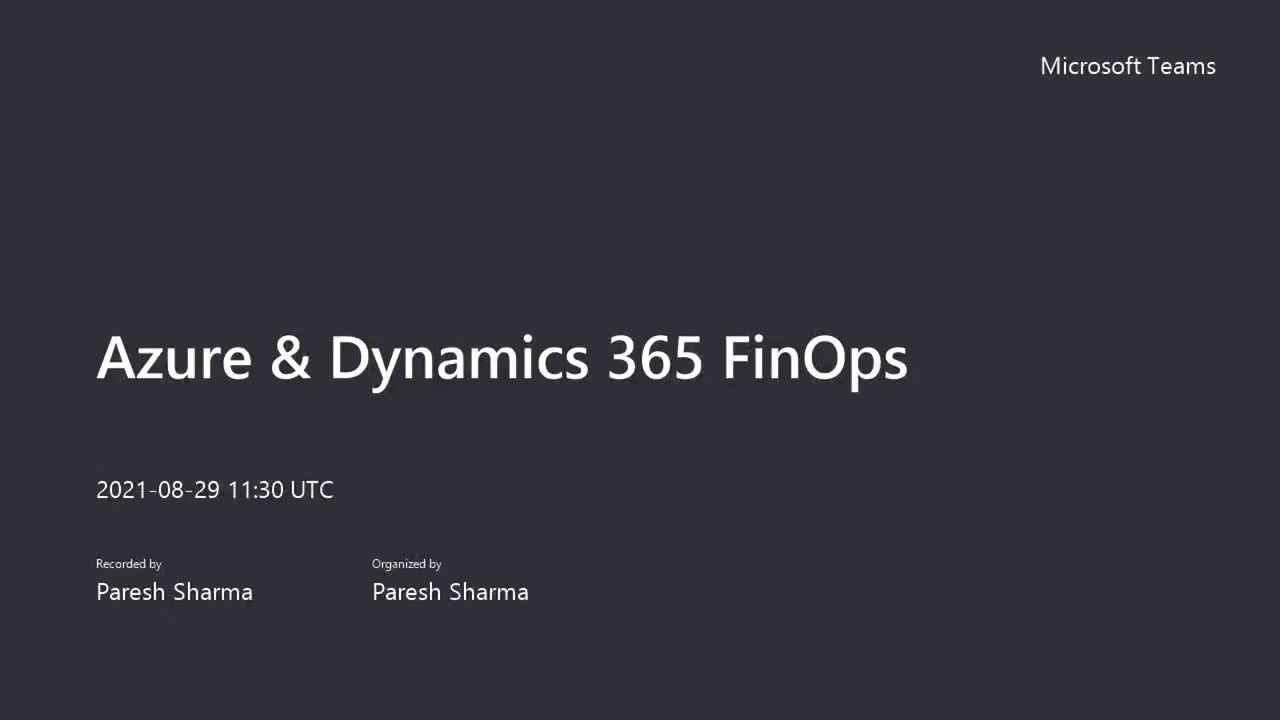 Microsoft Teams
Azure & Dynamics 365 FinOps
2021-08-29 11:30 UTC
Recorded by
Paresh Sharma
Organized by
Paresh Sharma